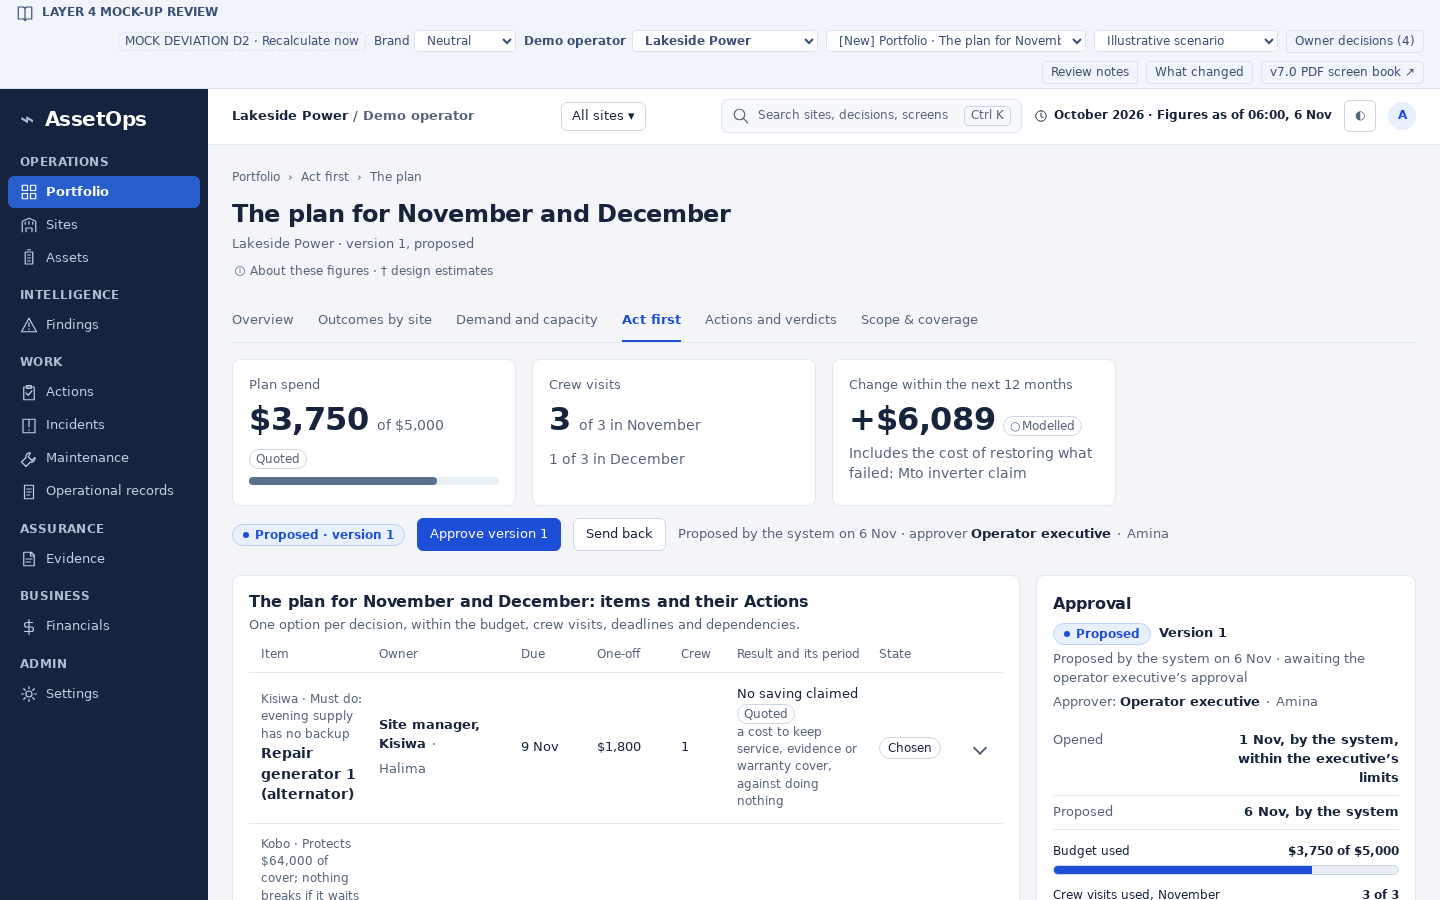 LAYER 4 MOCK-UP REVIEW
MOCK DEVIATION D2 · Recalculate now
Brand
Neutral
Demo operator
Lakeside Power
[New] Portfolio · The plan for Novemb
Illustrative scenario
Owner decisions (4)
Review notes
What changed
v7.0 PDF screen book ↗
AssetOps
OPERATIONS
Portfolio
Sites
Assets
INTELLIGENCE
Findings
WORK
Actions
Incidents
Maintenance
Operational records
ASSURANCE
Evidence
BUSINESS
Financials
ADMIN
Settings
Lakeside Power / Demo operator
All sites ▾
Search sites, decisions, screens
Ctrl K
October 2026 · Figures as of 06:00, 6 Nov
A
Portfolio › Act first › The plan
The plan for November and December
Lakeside Power · version 1, proposed
ⓘ About these figures · † design estimates
Overview
Outcomes by site
Demand and capacity
Act first
Actions and verdicts
Scope & coverage
Plan spend
$3,750 of $5,000
Quoted
Crew visits
3 of 3 in November
1 of 3 in December
Change within the next 12 months
+$6,089 Modelled
Includes the cost of restoring what
failed: Mto inverter claim
Proposed · version 1
Approve version 1
Send back
Proposed by the system on 6 Nov · approver Operator executive · Amina
The plan for November and December: items and their Actions
One option per decision, within the budget, crew visits, deadlines and dependencies.
Item
Owner
Due
One-off
Crew
Result and its period
State
Kisiwa · Must do:
evening supply
has no backup
Repair
generator 1
(alternator)
Site manager,
Kisiwa ·
Halima
9 Nov
$1,800
1
No saving claimed
Quoted
a cost to keep
service, evidence or
warranty cover,
against doing
nothing
Chosen
Kobo · Protects
$64,000 of
cover; nothing
breaks if it waits
Approval
Proposed
Version 1
Proposed by the system on 6 Nov · awaiting the
operator executive's approval
Approver: Operator executive · Amina
Opened
1 Nov, by the system,
within the executive's
limits
Proposed
6 Nov, by the system
Budget used
$3,750 of $5,000
Crew visits used, November
3 of 3